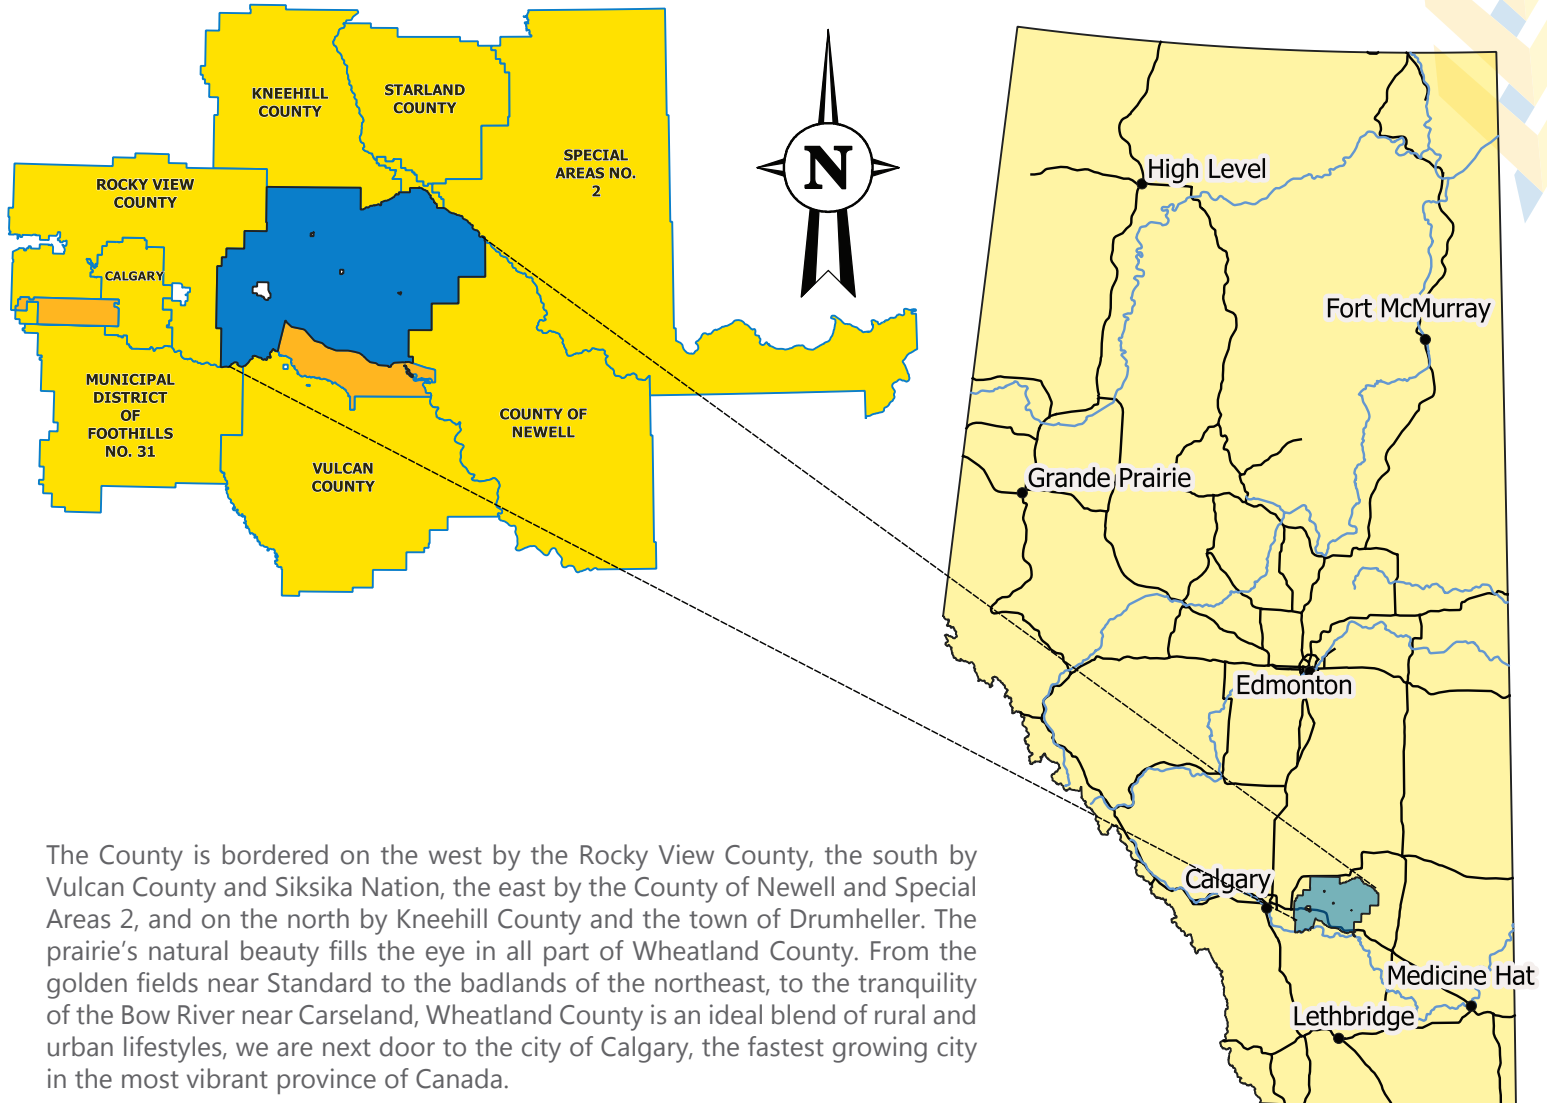 KNEEHILL
COUNTY
STARLAND
COUNTY
SPECIAL
AREAS NO.
2
ROCKY VIEW
COUNTY
CALGARY
MUNICIPAL
DISTRICT
OF
FOOTHILLS
NO. 31
VULCAN
COUNTY
COUNTY OF
NEWELL
N
High Level
Fort McMurray
Grande Prairie
Edmonton
Calgary
Medicine Hat
Lethbridge
The County is bordered on the west by the Rocky View County, the south by
Vulcan County and Siksika Nation, the east by the County of Newell and Special
Areas 2, and on the north by Kneehill County and the town of Drumheller. The
prairie’s natural beauty fills the eye in all part of Wheatland County. From the
golden fields near Standard to the badlands of the northeast, to the tranquility
of the Bow River near Carseland, Wheatland County is an ideal blend of rural and
urban lifestyles, we are next door to the city of Calgary, the fastest growing city
in the most vibrant province of Canada.